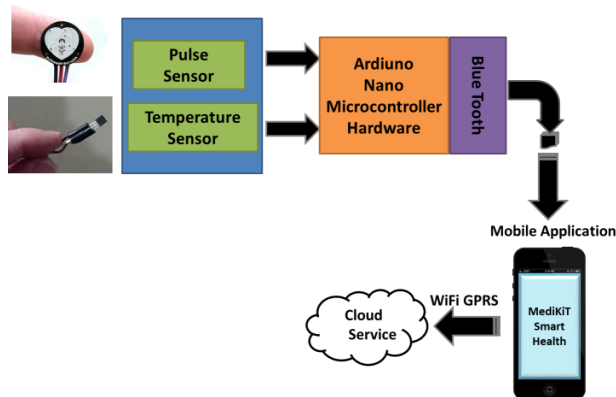 Pulse
Sensor
Temperature
Sensor
Ardiuno
Nano
Microcontroller
Hardware
Blue Tooth
Mobile Application
MediKiT
Smart
Health
WiFi GPRS
Cloud
Service